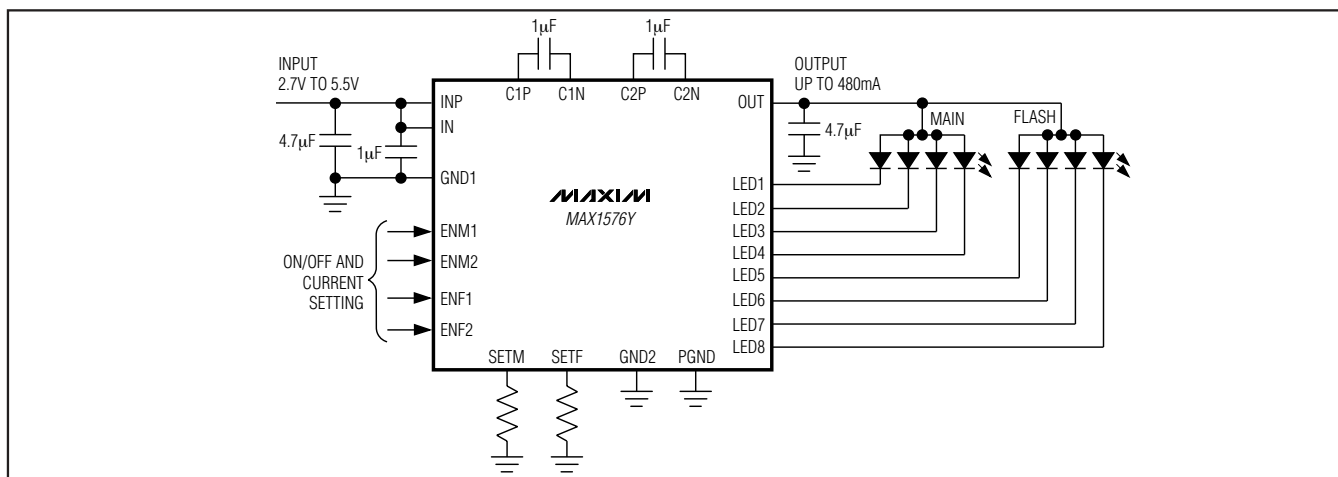 1µF
1µF
INPUT
2.7V TO 5.5V
OUTPUT
UP TO 480mA
C1P
C1N
C2P
C2N
INP
OUT
MAIN
FLASH
IN
4.7µF
1µF
4.7µF
GND1
LED1
MAXIM
MAX1576Y
LED2
ENM1
LED3
LED4
ON/OFF AND
CURRENT
SETTING
ENM2
LED5
ENF1
LED6
LED7
ENF2
LED8
SETM
SETF
GND2
PGND